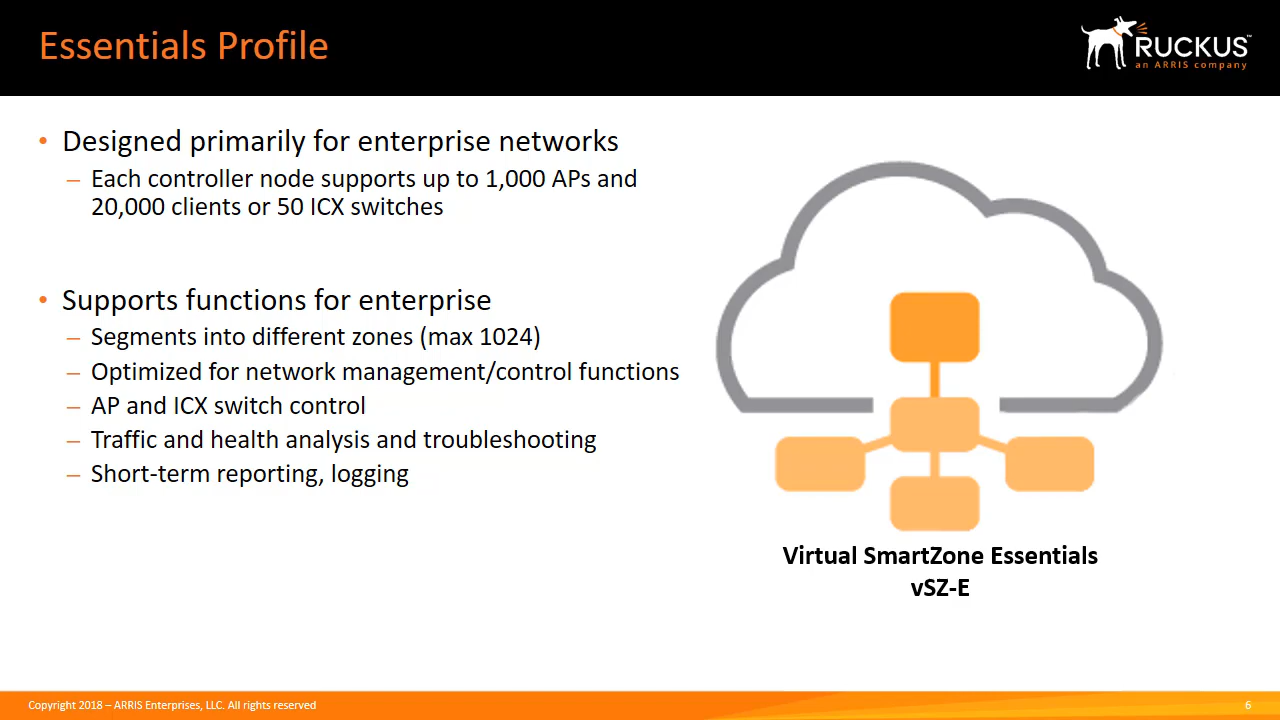 Essentials Profile
RUCKUS™
an ARRIS company
• Designed primarily for enterprise networks
– Each controller node supports up to 1,000 APs and
20,000 clients or 50 ICX switches
• Supports functions for enterprise
– Segments into different zones (max 1024)
– Optimized for network management/control functions
– AP and ICX switch control
– Traffic and health analysis and troubleshooting
– Short-term reporting, logging
Virtual SmartZone Essentials
vSZ-E
Copyright 2018 – ARRIS Enterprises, LLC. All rights reserved
6